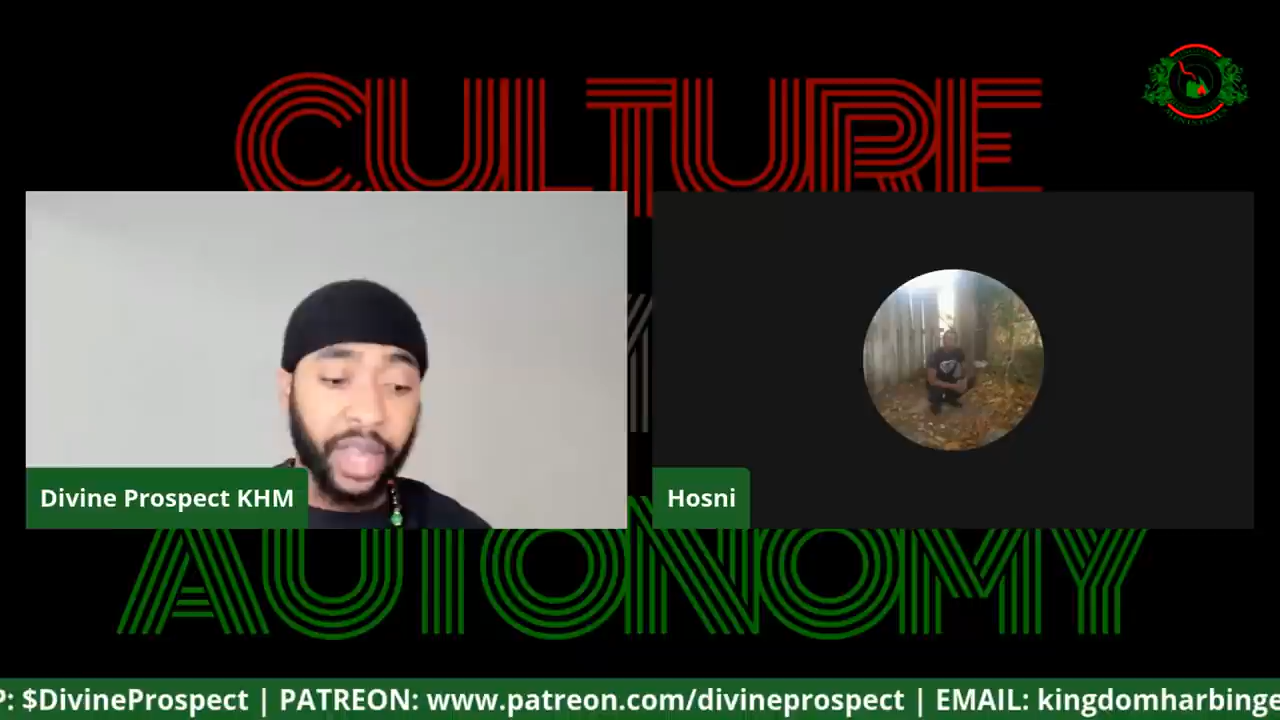 CULTURE
Divine Prospect KHM
Hosni
AUTONOMY
P: $DivineProspect | PATREON: www.patreon.com/divineprospect | EMAIL: kingdomharbinge